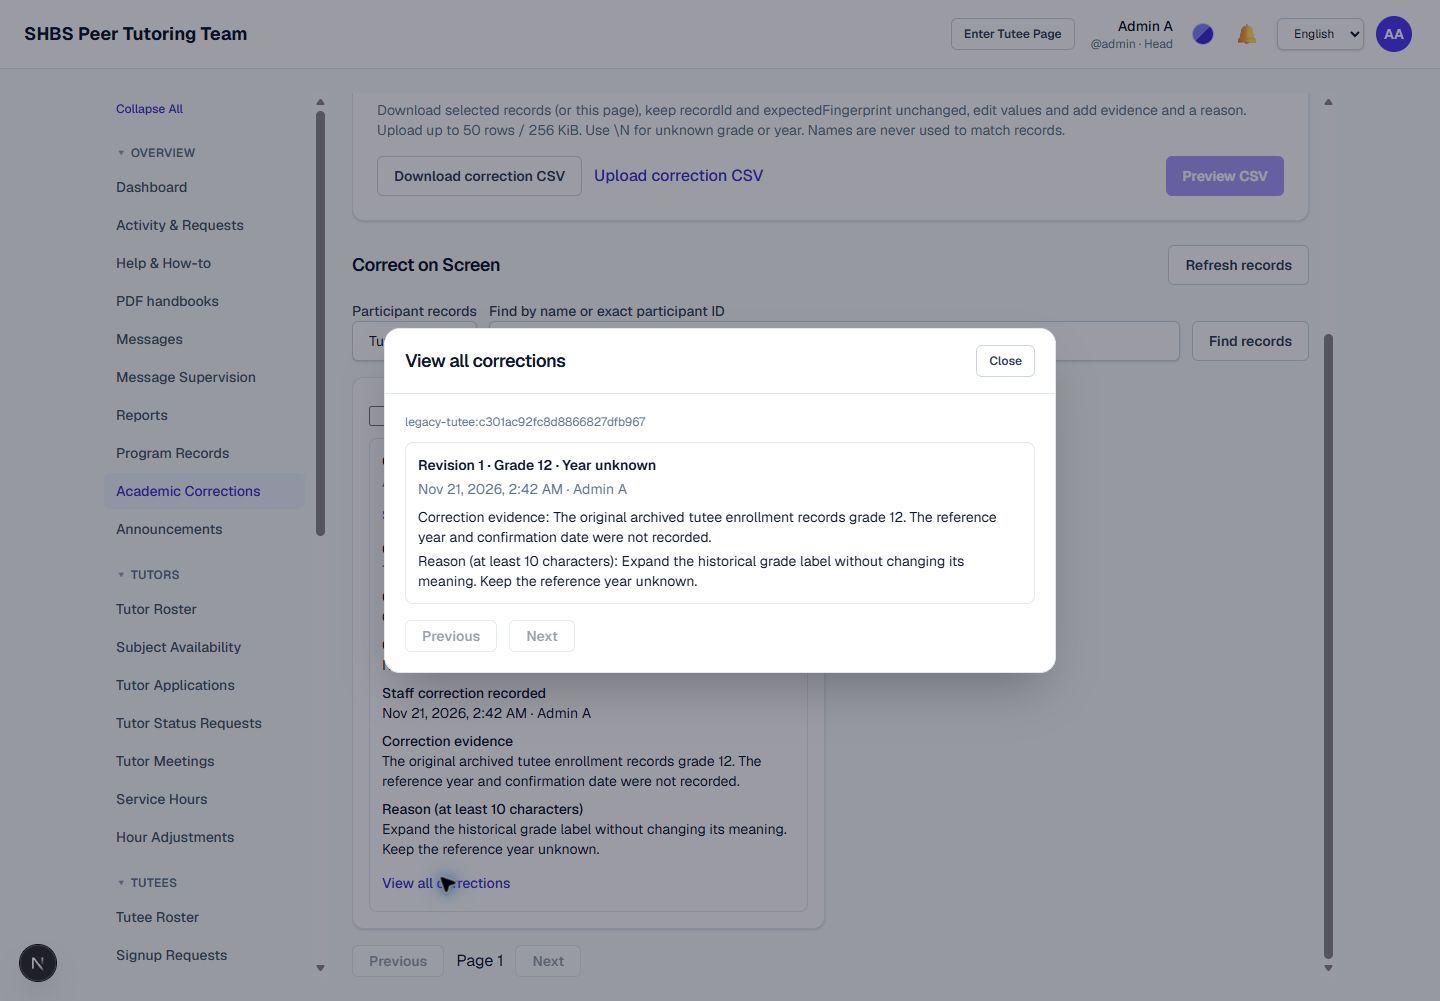 SHBS Peer Tutoring Team
Enter Tutee Page
Admin A
@admin · Head
English
AA
Collapse All
OVERVIEW
Dashboard
Activity & Requests
Help & How-to
PDF handbooks
Messages
Message Supervision
Reports
Program Records
Academic Corrections
Announcements
TUTORS
Tutor Roster
Subject Availability
Tutor Applications
Tutor Status Requests
Tutor Meetings
Service Hours
Hour Adjustments
TUTEES
Tutee Roster
Signup Requests
N
Download selected records (or this page), keep recordId and expectedFingerprint unchanged, edit values and add evidence and a reason.
Upload up to 50 rows / 256 KiB. Use \N for unknown grade or year. Names are never used to match records.
Download correction CSV
Upload correction CSV
Preview CSV
Correct on Screen
Refresh records
Participant records
Find by name or exact participant ID
Find records
View all corrections
Close
legacy-tutee:c301ac92fc8d8866827dfb967
Revision 1 · Grade 12 · Year unknown
Nov 21, 2026, 2:42 AM · Admin A
Correction evidence: The original archived tutee enrollment records grade 12. The reference
year and confirmation date were not recorded.
Reason (at least 10 characters): Expand the historical grade label without changing its
meaning. Keep the reference year unknown.
Previous
Next
Staff correction recorded
Nov 21, 2026, 2:42 AM · Admin A
Correction evidence
The original archived tutee enrollment records grade 12. The
reference year and confirmation date were not recorded.
Reason (at least 10 characters)
Expand the historical grade label without changing its meaning.
Keep the reference year unknown.
View all corrections
Previous
Page 1
Next